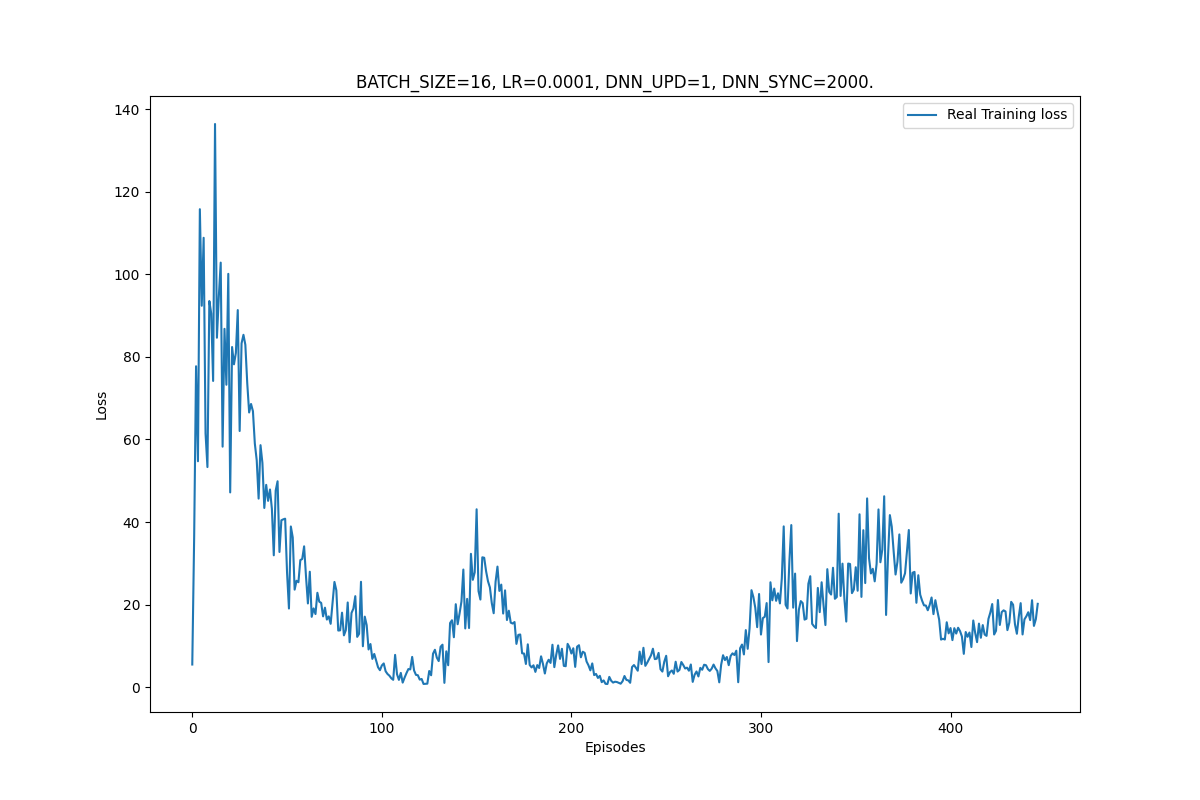 BATCH_SIZE=16, LR=0.0001, DNN_UPD=1, DNN_SYNC=2000.
Real Training loss
140
120
100
80
60
40
20
0
Loss
0 100 200 300 400
Episodes